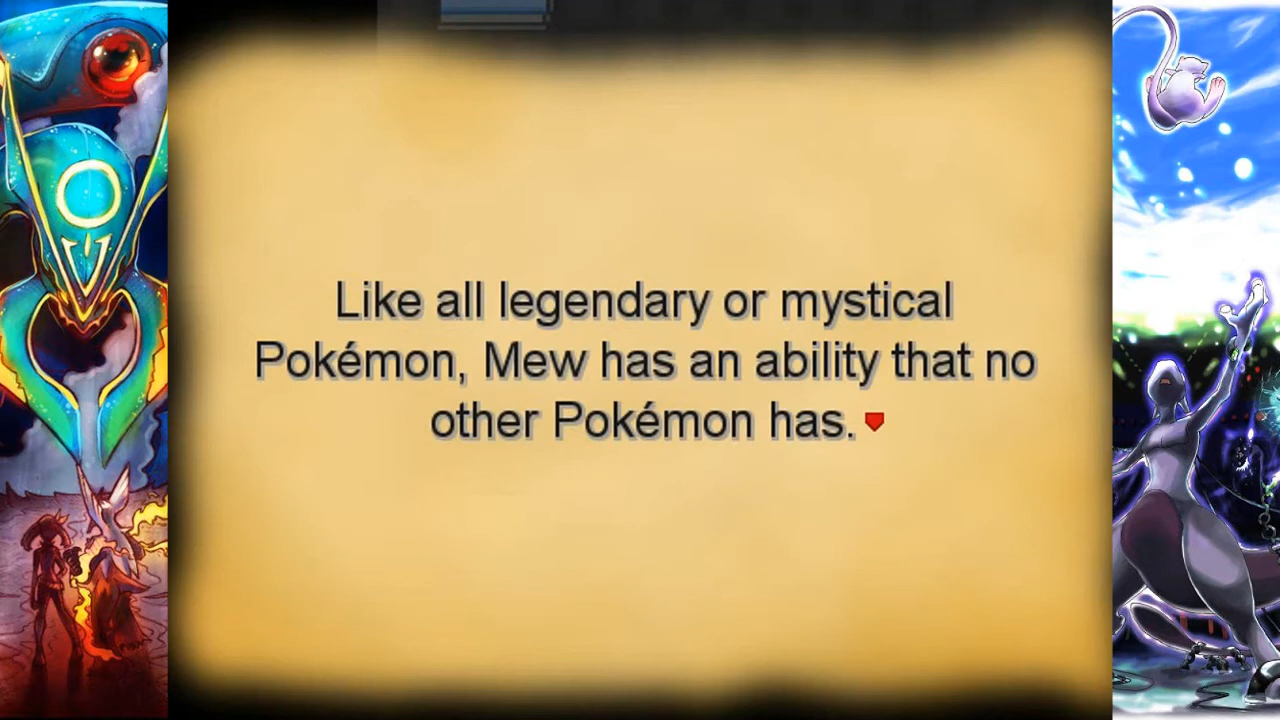 Like all legendary or mystical
Pokémon, Mew has an ability that no
other Pokémon has.